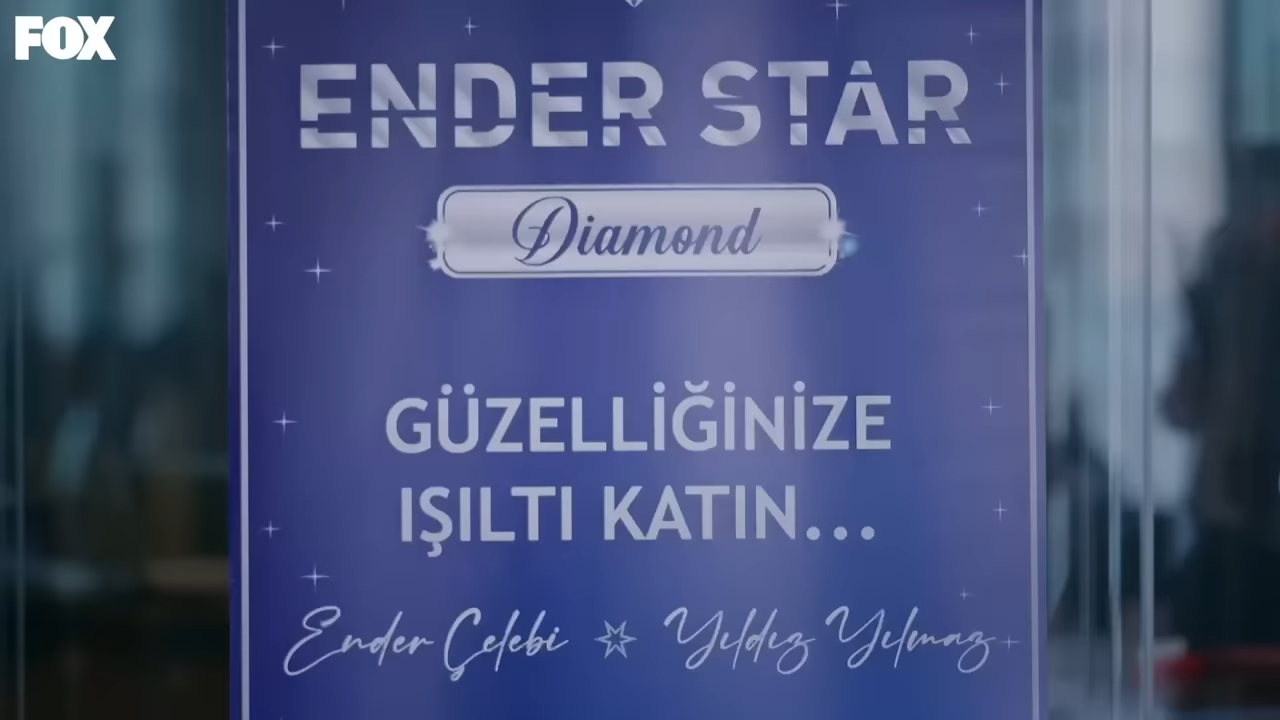 FOX
ENDER STAR
Diamond
GÜZELLİĞİNİZE
IŞILTI KATIN...
Ender Çelebi Yıldız Yılmaz